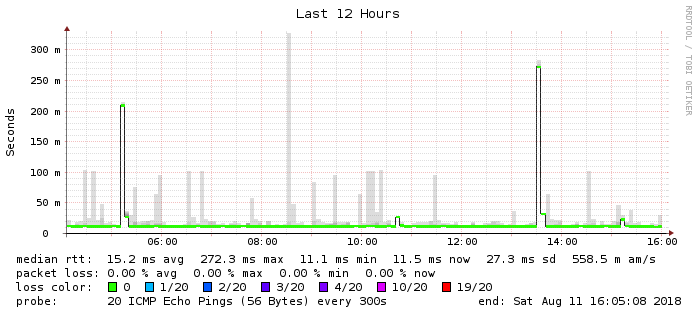 Last 12 Hours
RRDTOOL / TOBI OETIKER
Seconds
300 m
250 m
200 m
150 m
100 m
50 m
0
06:00 08:00 10:00 12:00 14:00 16:00
median rtt: 15.2 ms avg 272.3 ms max 11.1 ms min 11.5 ms now 27.3 ms sd 558.5 m am/s
packet loss: 0.00 % avg 0.00 % max 0.00 % min 0.00 % now
loss color: 0 1/20 2/20 3/20 4/20 10/20 19/20
probe: 20 ICMP Echo Pings (56 Bytes) every 300s end: Sat Aug 11 16:05:08 2018